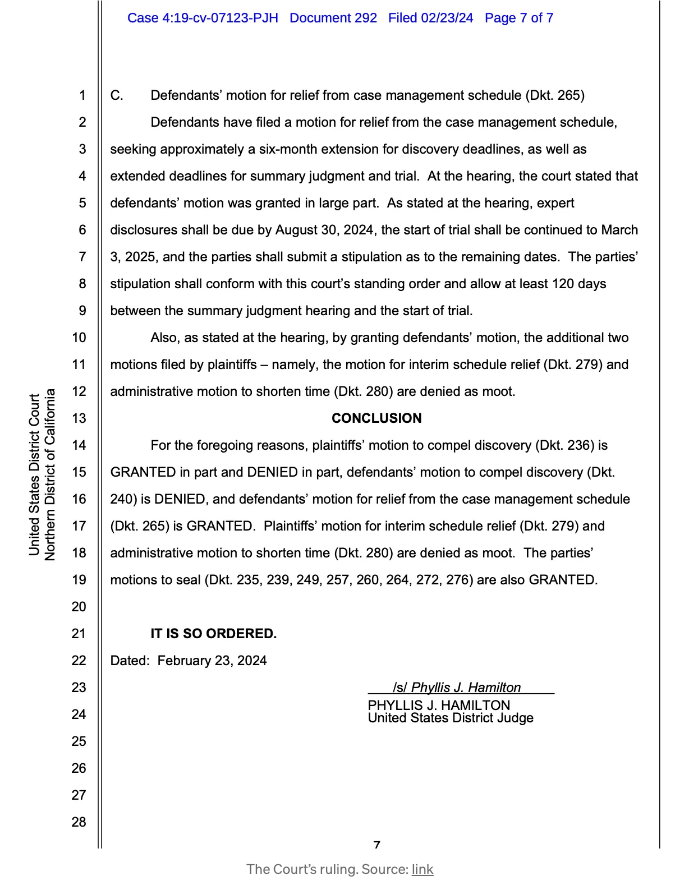 Case 4:19-cv-07123-PJH   Document 292   Filed 02/23/24   Page 7 of 7
1 C. Defendants' motion for relief from case management schedule (Dkt. 265)
2 Defendants have filed a motion for relief from the case management schedule,
3 seeking approximately a six-month extension for discovery deadlines, as well as
4 extended deadlines for summary judgment and trial.  At the hearing, the court stated that
5 defendants' motion was granted in large part.  As stated at the hearing, expert
6 disclosures shall be due by August 30, 2024, the start of trial shall be continued to March
7 3, 2025, and the parties shall submit a stipulation as to the remaining dates.  The parties'
8 stipulation shall conform with this court's standing order and allow at least 120 days
9 between the summary judgment hearing and the start of trial.
10 Also, as stated at the hearing, by granting defendants' motion, the additional two
11 motions filed by plaintiffs – namely, the motion for interim schedule relief (Dkt. 279) and
12 administrative motion to shorten time (Dkt. 280) are denied as moot.
13 CONCLUSION
14 For the foregoing reasons, plaintiffs' motion to compel discovery (Dkt. 236) is
15 GRANTED in part and DENIED in part, defendants' motion to compel discovery (Dkt.
16 240) is DENIED, and defendants' motion for relief from the case management schedule
17 (Dkt. 265) is GRANTED.  Plaintiffs' motion for interim schedule relief (Dkt. 279) and
18 administrative motion to shorten time (Dkt. 280) are denied as moot.  The parties'
19 motions to seal (Dkt. 235, 239, 249, 257, 260, 264, 272, 276) are also GRANTED.
20
21 IT IS SO ORDERED.
22 Dated:  February 23, 2024
23 /s/ Phyllis J. Hamilton
PHYLLIS J. HAMILTON
24 United States District Judge
25
26
27
28
United States District Court
Northern District of California
7
The Court's ruling. Source: link